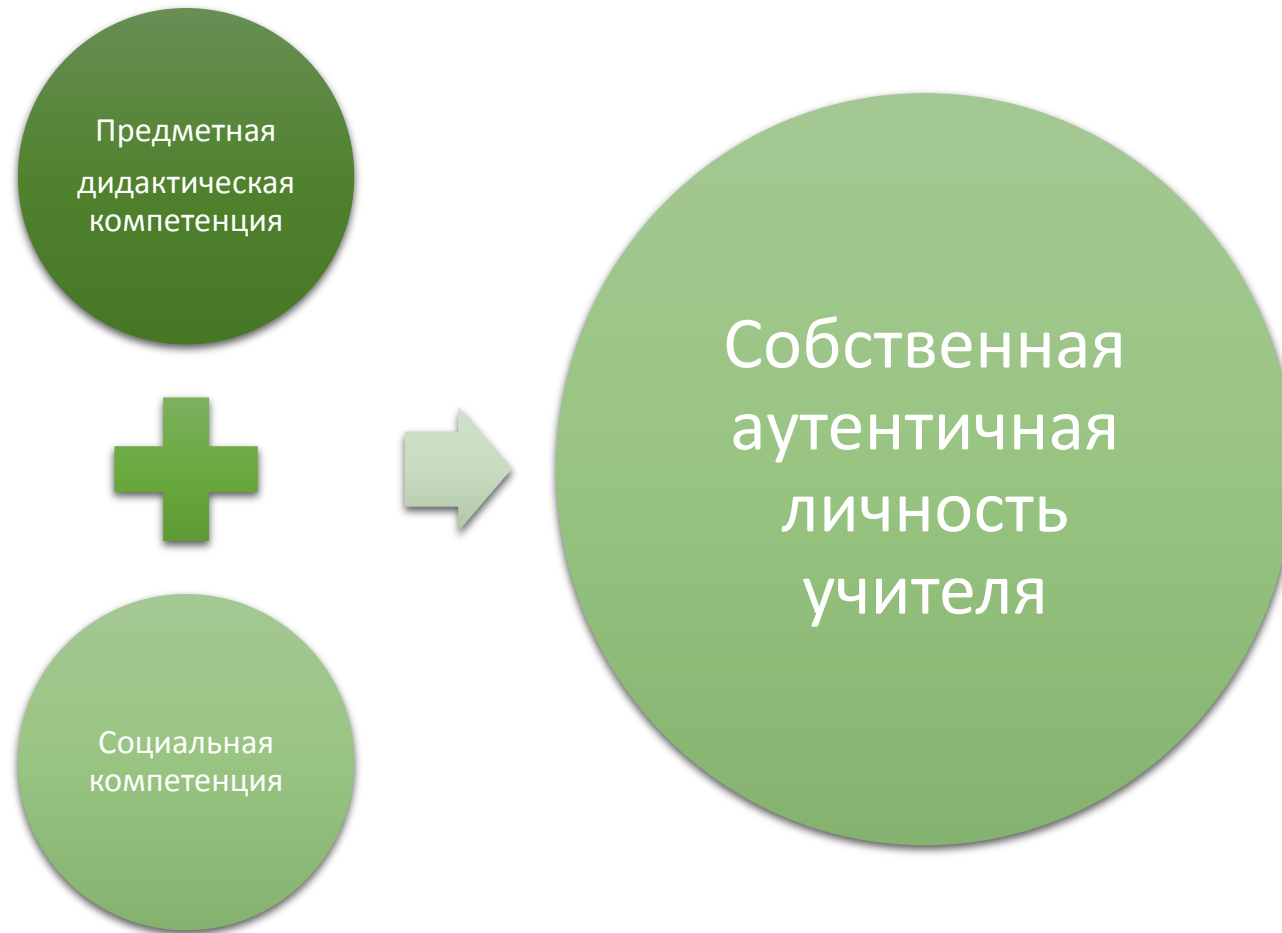 Предметная
дидактическая
компетенция
Социальная
компетенция
Собственная
аутентичная
личность
учителя